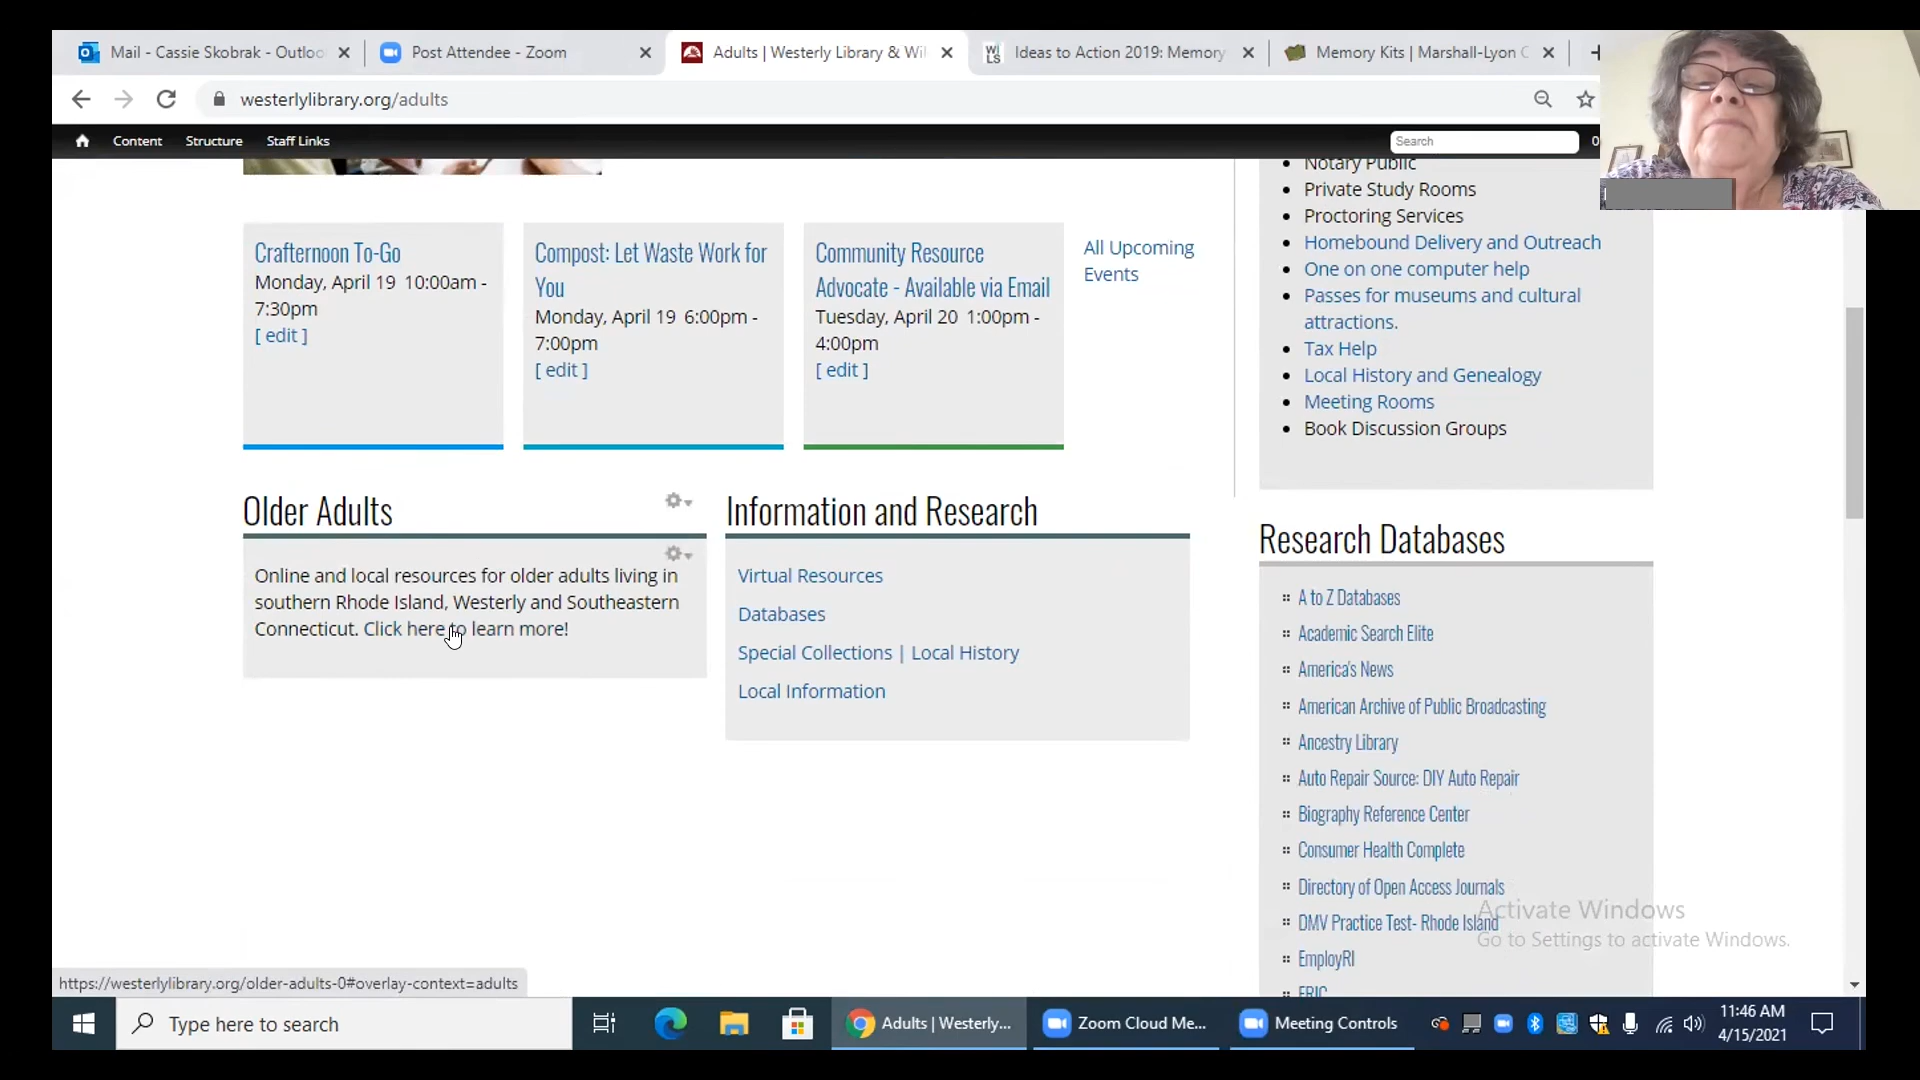 Mail - Cassie Skobrak - Outloo
Post Attendee - Zoom
Adults | Westerly Library & Wil
WiLS
Ideas to Action 2019: Memory
Memory Kits | Marshall-Lyon C
westerlylibrary.org/adults
Content
Structure
Staff Links
Search
0
Crafternoon To-Go
Monday, April 19 10:00am -
7:30pm
[ edit ]
Compost: Let Waste Work for
You
Monday, April 19 6:00pm -
7:00pm
[ edit ]
Community Resource
Advocate - Available via Email
Tuesday, April 20 1:00pm -
4:00pm
[ edit ]
All Upcoming
Events
Notary Public
Private Study Rooms
Proctoring Services
Homebound Delivery and Outreach
One on one computer help
Passes for museums and cultural
attractions.
Tax Help
Local History and Genealogy
Meeting Rooms
Book Discussion Groups
Older Adults
Online and local resources for older adults living in
southern Rhode Island, Westerly and Southeastern
Connecticut. Click here to learn more!
Information and Research
Virtual Resources
Databases
Special Collections | Local History
Local Information
Research Databases
A to Z Databases
Academic Search Elite
America's News
American Archive of Public Broadcasting
Ancestry Library
Auto Repair Source: DIY Auto Repair
Biography Reference Center
Consumer Health Complete
Directory of Open Access Journals
DMV Practice Test- Rhode Island
EmployRI
ERIC
Activate Windows
Go to Settings to activate Windows.
https://westerlylibrary.org/older-adults-0#overlay-context=adults
Type here to search
Adults | Westerly...
Zoom Cloud Me...
Meeting Controls
11:46 AM
4/15/2021